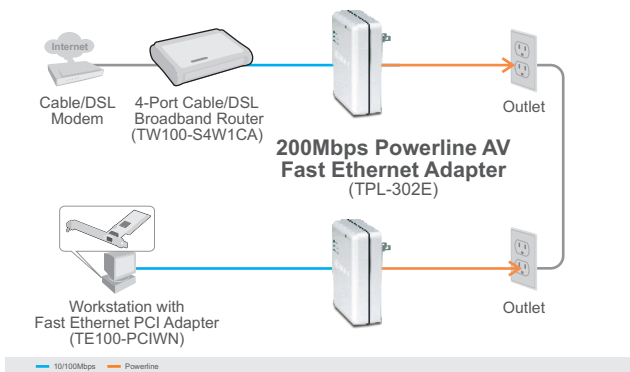 Internet
Cable/DSL
Modem
4-Port Cable/DSL
Broadband Router
(TW100-S4W1CA)
Outlet
200Mbps Powerline AV
Fast Ethernet Adapter
(TPL-302E)
Workstation with
Fast Ethernet PCI Adapter
(TE100-PCIWN)
Outlet
10/100Mbps
Powerline